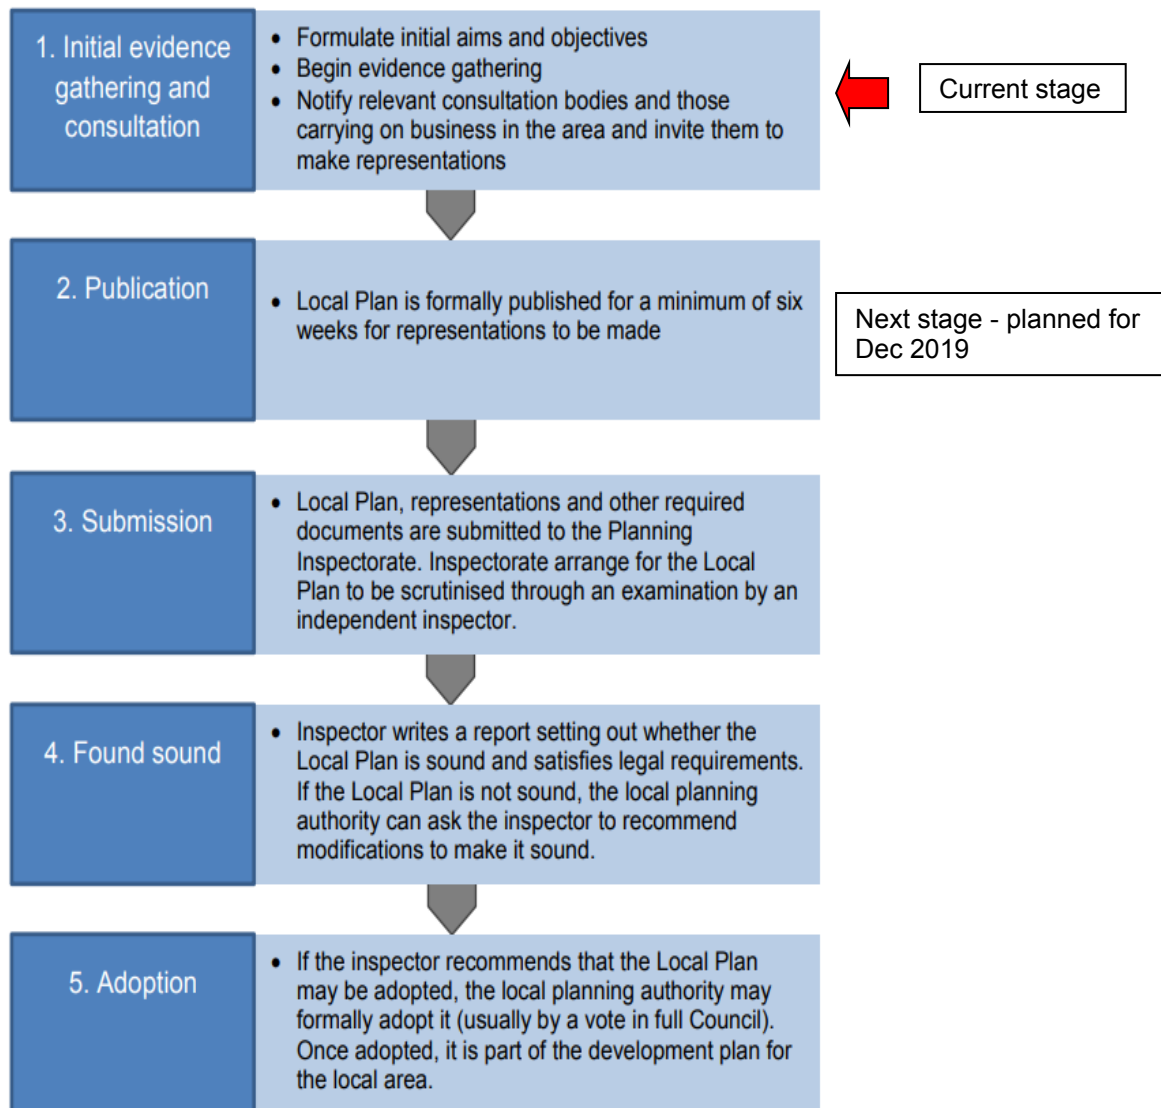 1. Initial evidence
gathering and
consultation
• Formulate initial aims and objectives
• Begin evidence gathering
• Notify relevant consultation bodies and those
carrying on business in the area and invite them to
make representations
Current stage
2. Publication
• Local Plan is formally published for a minimum of six
weeks for representations to be made
Next stage - planned for
Dec 2019
3. Submission
• Local Plan, representations and other required
documents are submitted to the Planning
Inspectorate. Inspectorate arrange for the Local
Plan to be scrutinised through an examination by an
independent inspector.
4. Found sound
• Inspector writes a report setting out whether the
Local Plan is sound and satisfies legal requirements.
If the Local Plan is not sound, the local planning
authority can ask the inspector to recommend
modifications to make it sound.
5. Adoption
• If the inspector recommends that the Local Plan
may be adopted, the local planning authority may
formally adopt it (usually by a vote in full Council).
Once adopted, it is part of the development plan for
the local area.